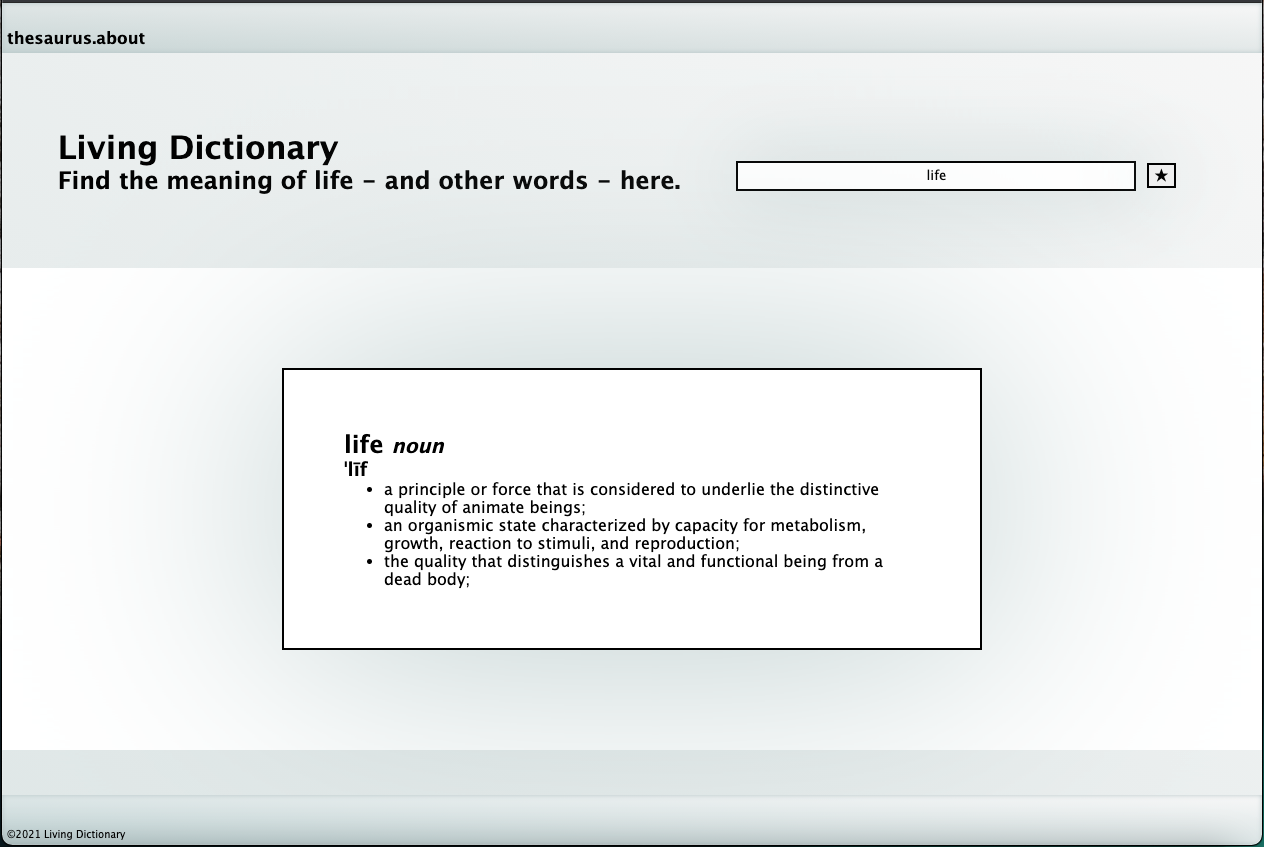 thesaurus.about
Living Dictionary
Find the meaning of life – and other words – here.
life
★
life noun
ˈlīf
• a principle or force that is considered to underlie the distinctive
quality of animate beings;
• an organismic state characterized by capacity for metabolism,
growth, reaction to stimuli, and reproduction;
• the quality that distinguishes a vital and functional being from a
dead body;
©2021 Living Dictionary